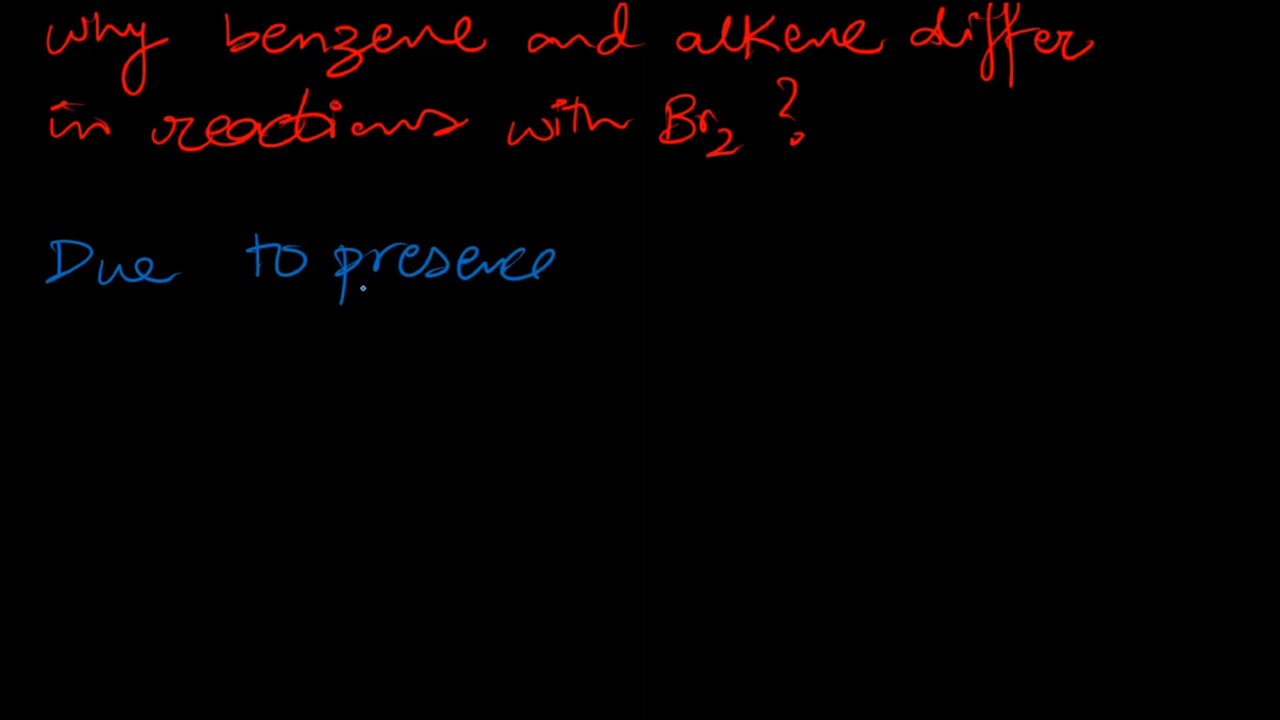 why benzene and alkene differ
in reactions with Br2 ?
Due to presence